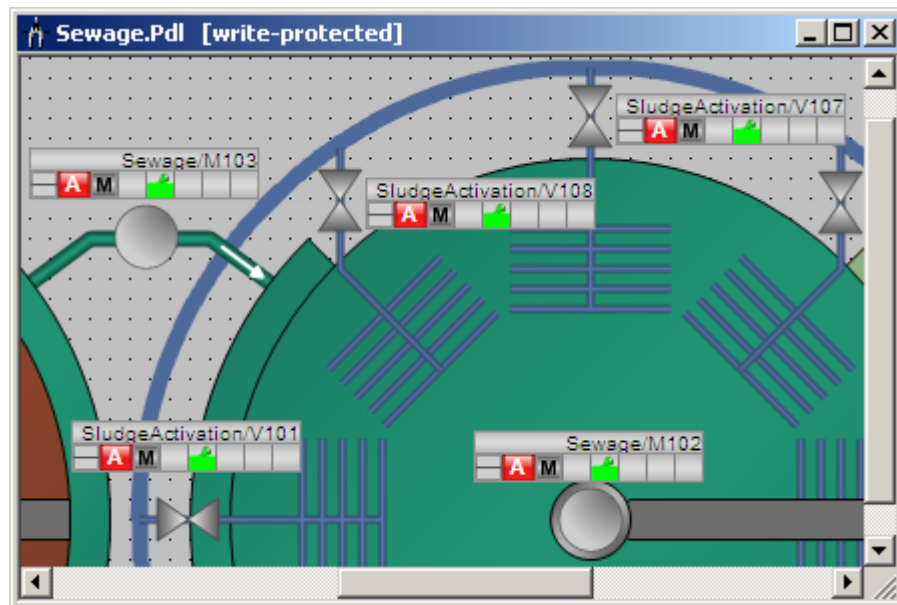 Sewage.Pdl [write-protected]
SludgeActivation/V107
A M
Sewage/M103
A M
SludgeActivation/V108
A M
SludgeActivation/V101
A M
Sewage/M102
A M